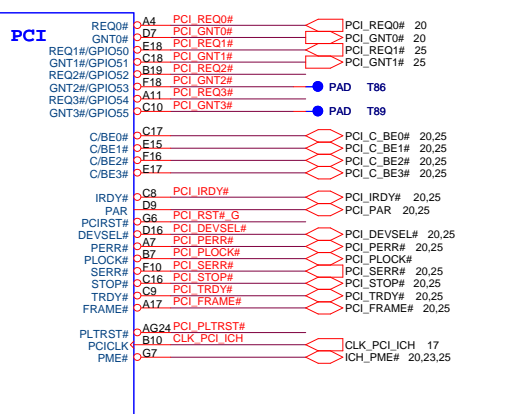 PCI
REQ0# A4 PCI_REQ0# PCI_REQ0# 20
GNT0# D7 PCI_GNT0# PCI_GNT0# 20
REQ1#/GPIO50 E18 PCI_REQ1# PCI_REQ1# 25
GNT1#/GPIO51 C18 PCI_GNT1# PCI_GNT1# 25
REQ2#/GPIO52 B19 PCI_REQ2#
GNT2#/GPIO53 F18 PCI_GNT2# PAD T86
REQ3#/GPIO54 A11 PCI_REQ3#
GNT3#/GPIO55 C10 PCI_GNT3# PAD T89
C/BE0# C17 PCI_C_BE0# 20,25
C/BE1# E15 PCI_C_BE1# 20,25
C/BE2# F16 PCI_C_BE2# 20,25
C/BE3# E17 PCI_C_BE3# 20,25
IRDY# C8 PCI_IRDY# PCI_IRDY# 20,25
PAR D9 PCI_PAR 20,25
PCIRST# G6 PCI_RST#_G
DEVSEL# D16 PCI_DEVSEL# PCI_DEVSEL# 20,25
PERR# A7 PCI_PERR# PCI_PERR# 20,25
PLOCK# B7 PCI_PLOCK# PCI_PLOCK#
SERR# F10 PCI_SERR# PCI_SERR# 20,25
STOP# C16 PCI_STOP# PCI_STOP# 20,25
TRDY# C9 PCI_TRDY# PCI_TRDY# 20,25
FRAME# A17 PCI_FRAME# PCI_FRAME# 20,25
PLTRST# AG24 PCI_PLTRST#
PCICLK B10 CLK_PCI_ICH CLK_PCI_ICH 17
PME# G7 ICH_PME# 20,23,25